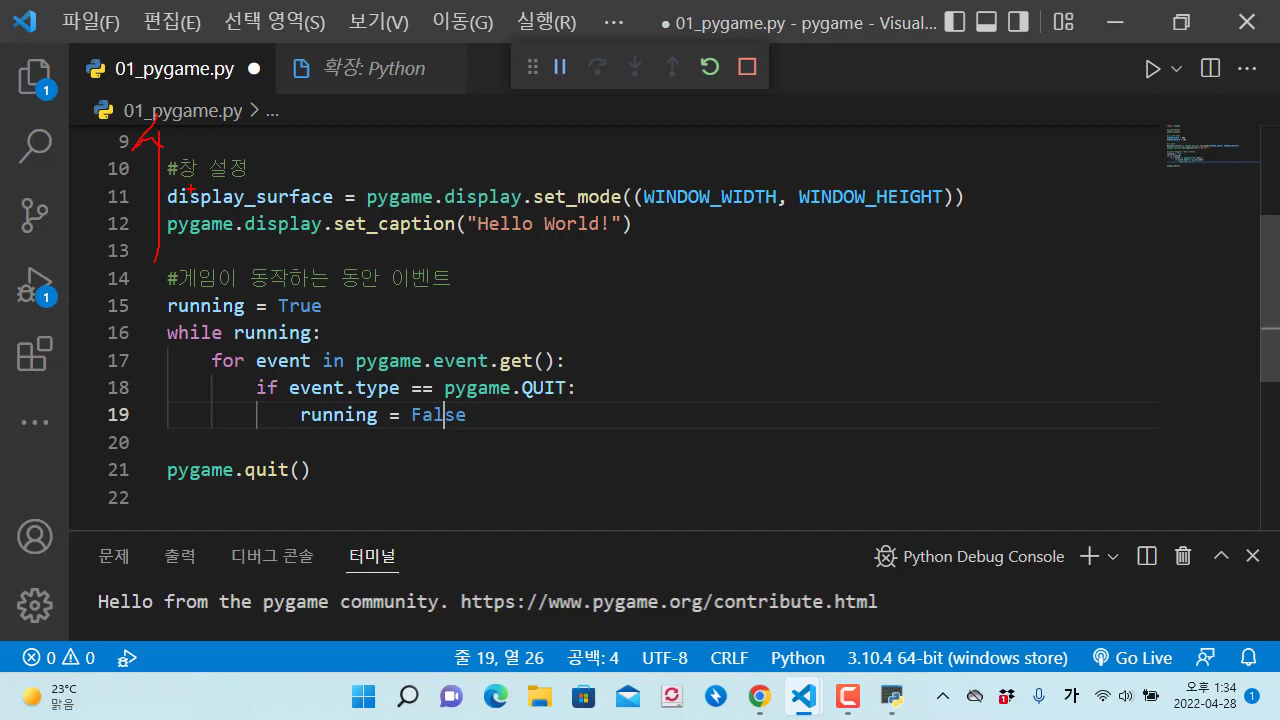 파일(F) 편집(E) 선택 영역(S) 보기(V) 이동(G) 실행(R) ··· ● 01_pygame.py - pygame - Visual...
01_pygame.py ● 확장: Python
01_pygame.py > ...
9
10 #창 설정
11 display_surface = pygame.display.set_mode((WINDOW_WIDTH, WINDOW_HEIGHT))
12 pygame.display.set_caption("Hello World!")
13
14 #게임이 동작하는 동안 이벤트
15 running = True
16 while running:
17 for event in pygame.event.get():
18 if event.type == pygame.QUIT:
19 running = False
20
21 pygame.quit()
22
1
1
문제 출력 디버그 콘솔 터미널 Python Debug Console
Hello from the pygame community. https://www.pygame.org/contribute.html
0 0 줄 19, 열 26 공백: 4 UTF-8 CRLF Python 3.10.4 64-bit (windows store) Go Live
23°C
맑음
가
오후 1:34
2022-04-28
1